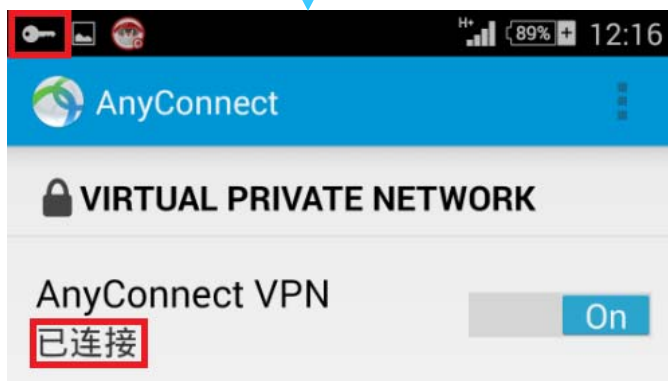 H+ 89% 12:16
AnyConnect
VIRTUAL PRIVATE NETWORK
AnyConnect VPN
On
已连接